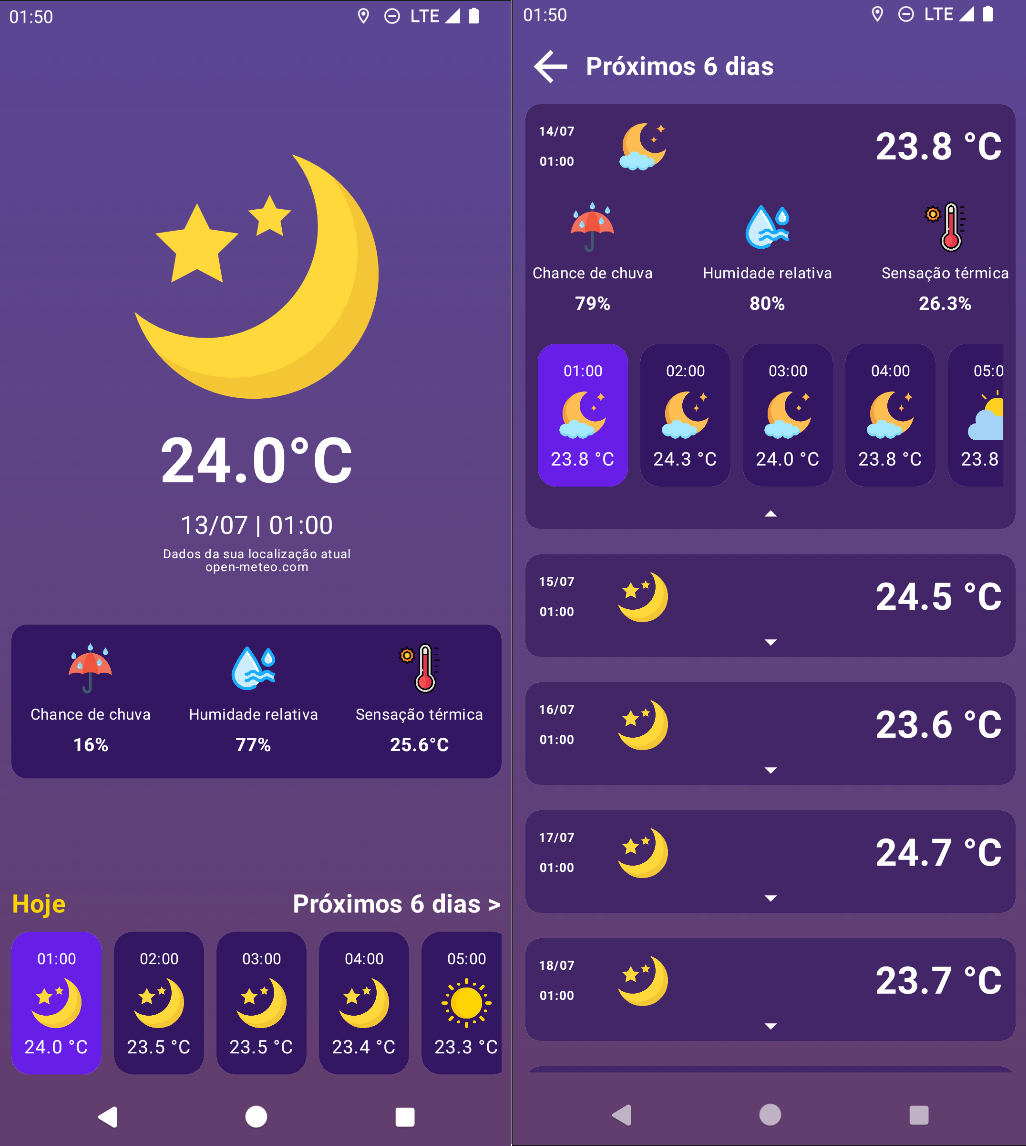 01:50
LTE
24.0°C
13/07 | 01:00
Dados da sua localização atual
open-meteo.com
Chance de chuva
Humidade relativa
Sensação térmica
16%
77%
25.6°C
Hoje
Próximos 6 dias >
01:00
02:00
03:00
04:00
05:00
24.0 °C
23.5 °C
23.5 °C
23.4 °C
23.3 °C
01:50
LTE
Próximos 6 dias
14/07
01:00
23.8 °C
Chance de chuva
Humidade relativa
Sensação térmica
79%
80%
26.3%
01:00
02:00
03:00
04:00
05:0
23.8 °C
24.3 °C
24.0 °C
23.8 °C
23.8
15/07
01:00
24.5 °C
16/07
01:00
23.6 °C
17/07
01:00
24.7 °C
18/07
01:00
23.7 °C